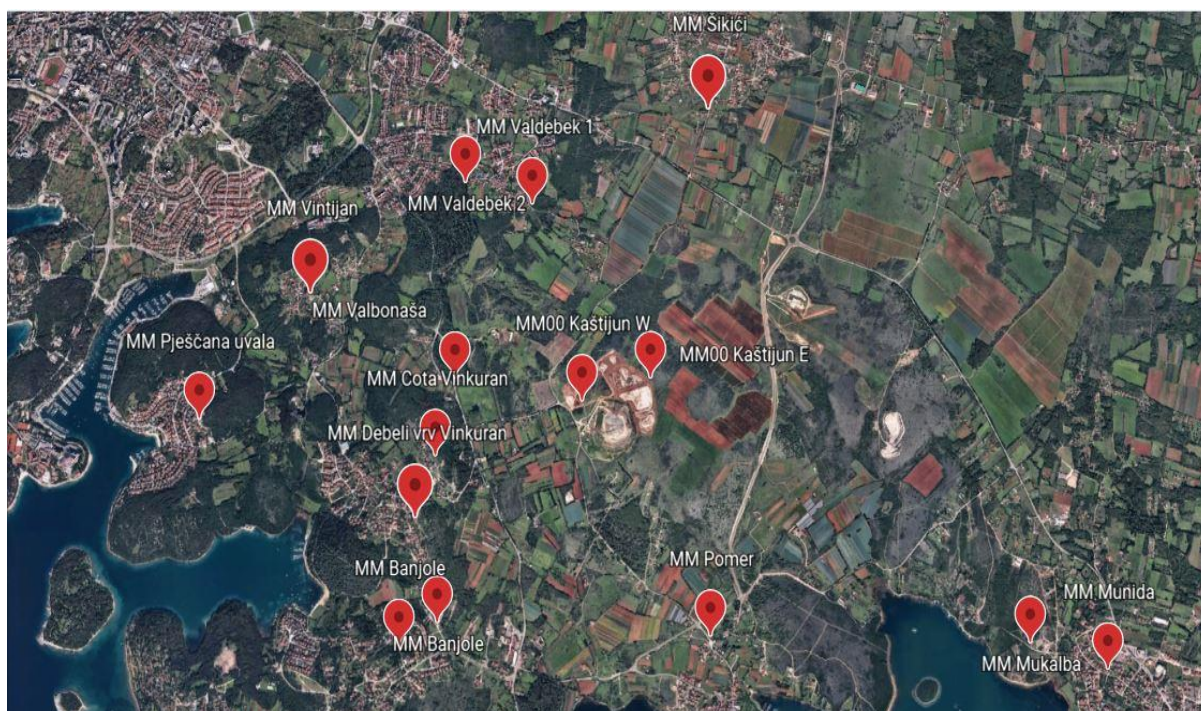 MM Šikići
MM Valdebek 1
MM Valdebek 2
MM Vintijan
MM Valbonaša
MM00 Kaštijun W
MM Pješčana uvala
MM00 Kaštijun E
MM Cota Vinkuran
MM Debeli vrv Vinkuran
MM Pomer
MM Banjole
MM Munida
MM Banjole
MM Mukalba